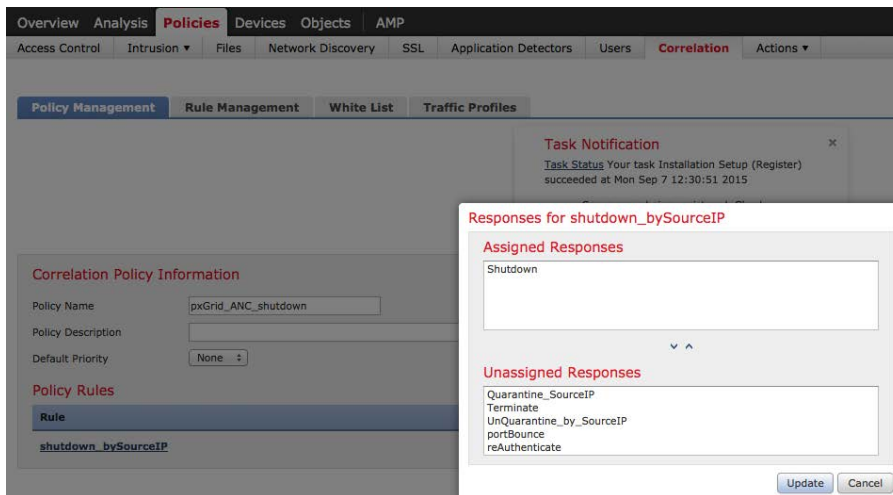 Overview Analysis Policies Devices Objects AMP
Access Control Intrusion ▾ Files Network Discovery SSL Application Detectors Users Correlation Actions ▾
Policy Management Rule Management White List Traffic Profiles
Task Notification
Task Status Your task Installation Setup (Register)
succeeded at Mon Sep 7 12:30:51 2015
Responses for shutdown_bySourceIP
Assigned Responses
Shutdown
Correlation Policy Information
Policy Name pxGrid_ANC_shutdown
Policy Description
Default Priority None
Policy Rules
Rule
shutdown_bySourceIP
Unassigned Responses
Quarantine_SourceIP
Terminate
UnQuarantine_by_SourceIP
portBounce
reAuthenticate
Update Cancel